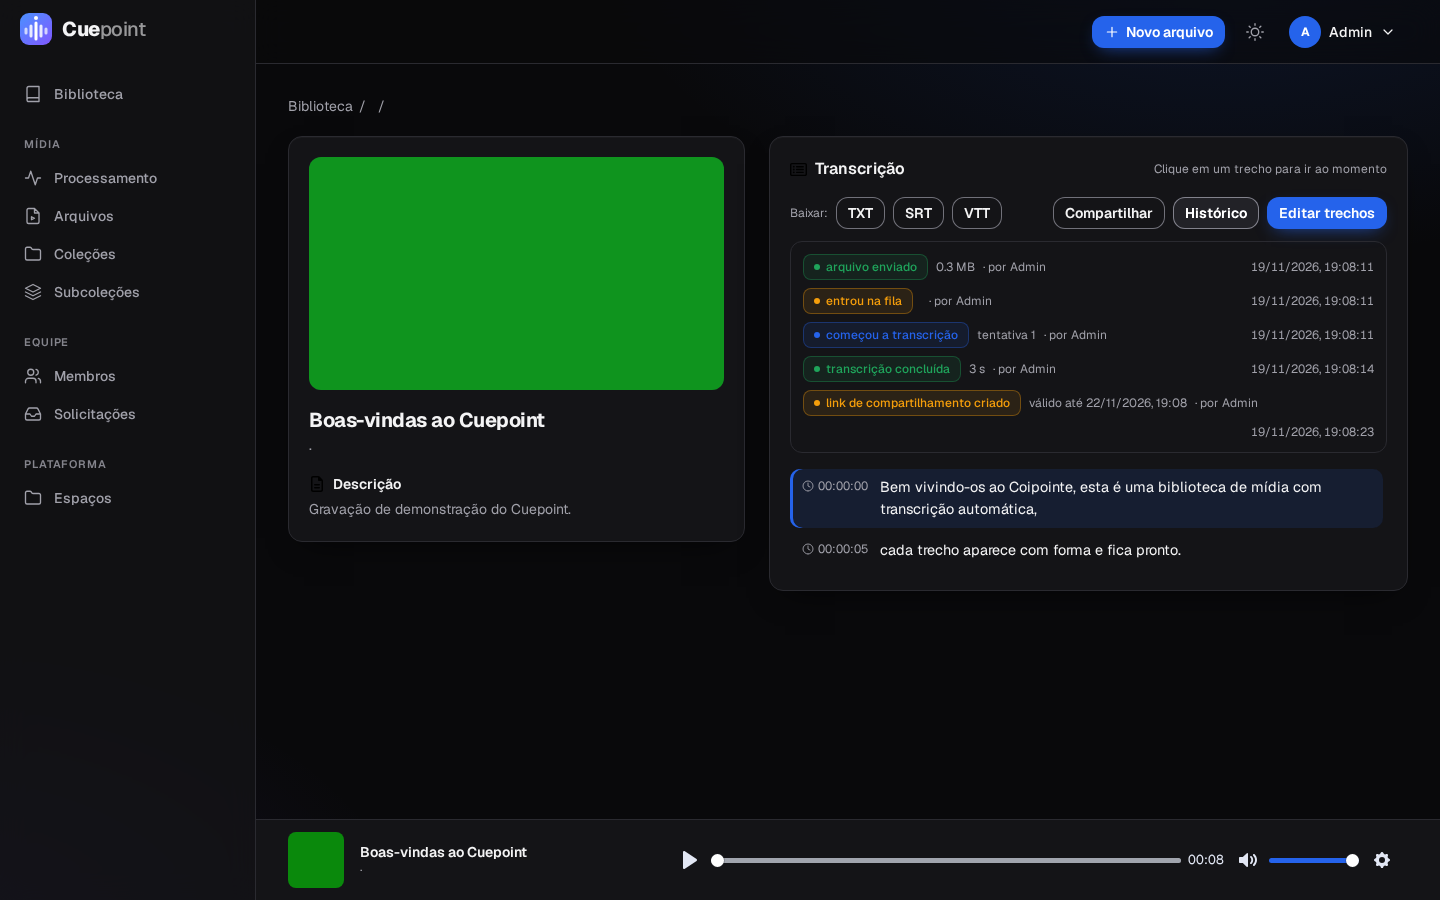 Cuepoint
Novo arquivo
A
Admin
Biblioteca
MÍDIA
Processamento
Arquivos
Coleções
Subcoleções
EQUIPE
Membros
Solicitações
PLATAFORMA
Espaços
Biblioteca / /
Boas-vindas ao Cuepoint
·
Descrição
Gravação de demonstração do Cuepoint.
Transcrição
Clique em um trecho para ir ao momento
Baixar: TXT SRT VTT Compartilhar Histórico Editar trechos
arquivo enviado 0.3 MB · por Admin 19/11/2026, 19:08:11
entrou na fila · por Admin 19/11/2026, 19:08:11
começou a transcrição tentativa 1 · por Admin 19/11/2026, 19:08:11
transcrição concluída 3 s · por Admin 19/11/2026, 19:08:14
link de compartilhamento criado válido até 22/11/2026, 19:08 · por Admin
19/11/2026, 19:08:23
00:00:00 Bem vivindo-os ao Coipointe, esta é uma biblioteca de mídia com
transcrição automática,
00:00:05 cada trecho aparece com forma e fica pronto.
Boas-vindas ao Cuepoint
·
00:08